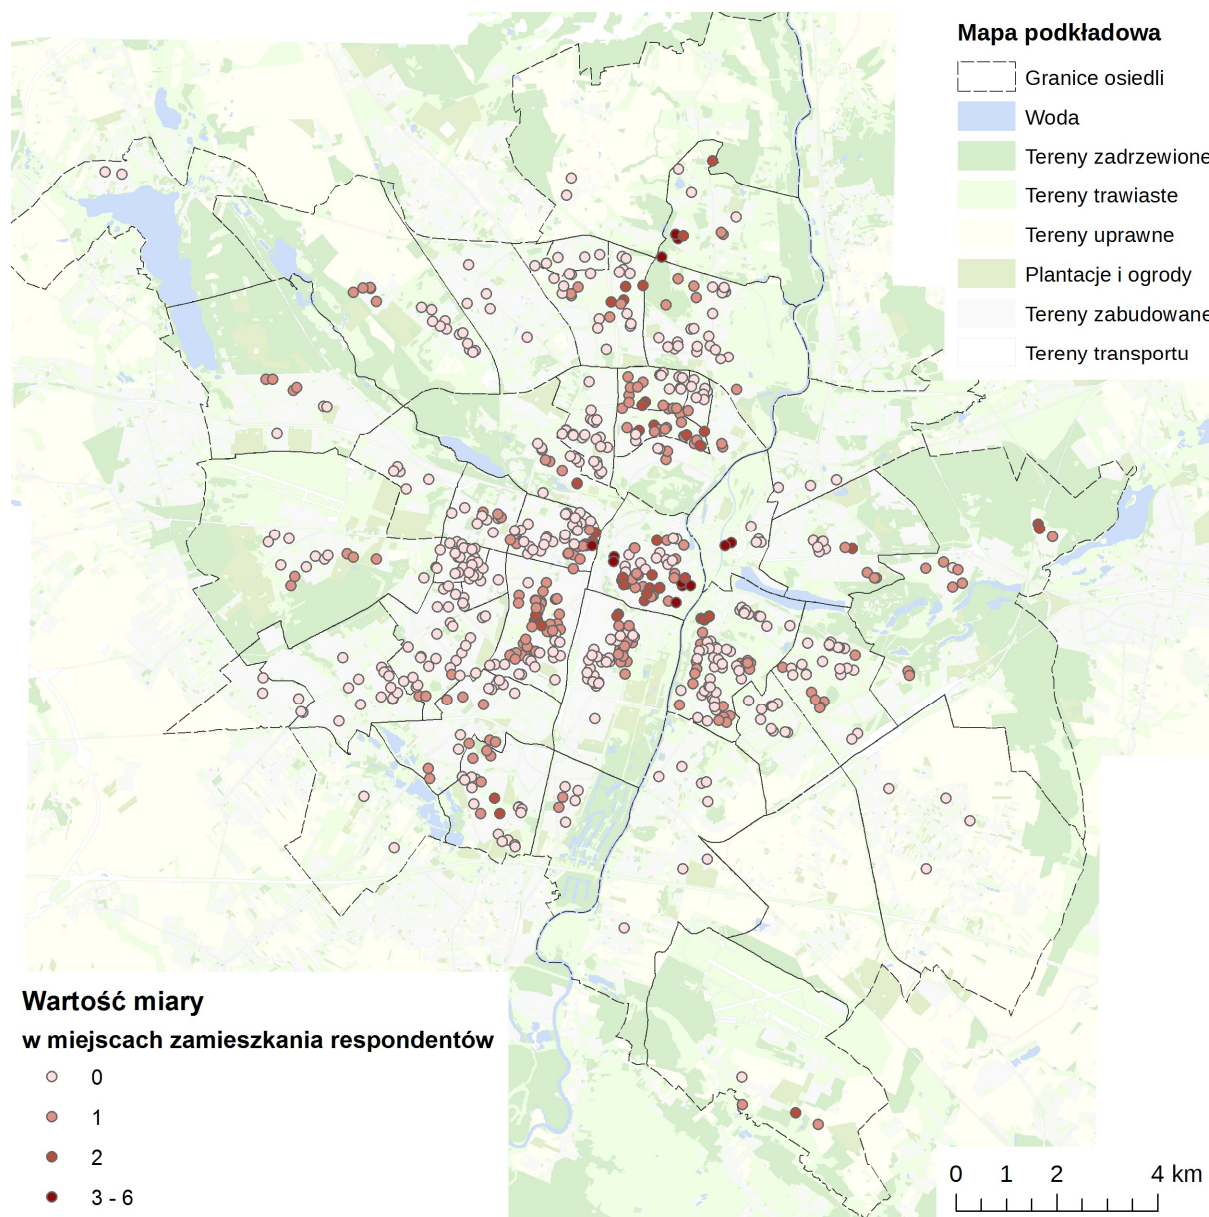 Mapa podkładowa
Granice osiedli
Woda
Tereny zadrzewione
Tereny trawiaste
Tereny uprawne
Plantacje i ogrody
Tereny zabudowane
Tereny transportu
Wartość miary
w miejscach zamieszkania respondentów
0
1
2
3 - 6
0 1 2 4 km